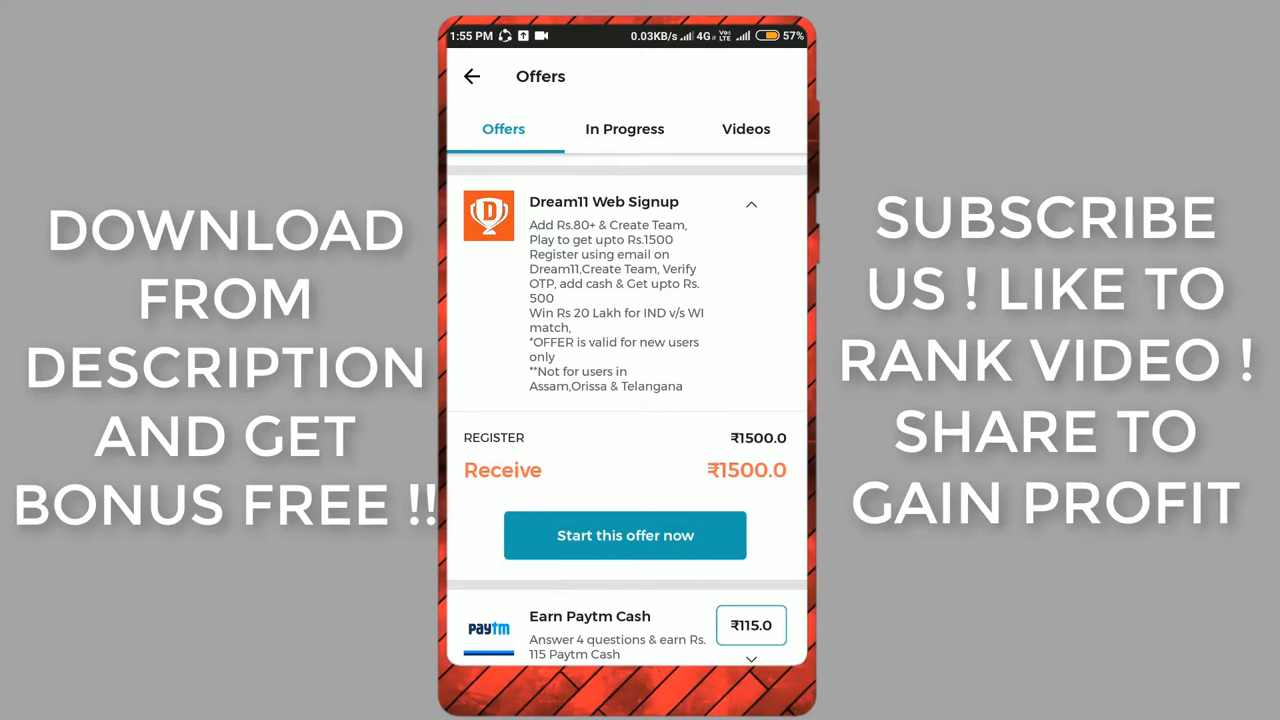 DOWNLOAD
FROM
DESCRIPTION
AND GET
BONUS FREE !!
1:55 PM
0.03KB/s 4G Vo LTE 57%
Offers
Offers In Progress Videos
D
Dream11 Web Signup
Add Rs.80+ & Create Team,
Play to get upto Rs.1500
Register using email on
Dream11,Create Team, Verify
OTP, add cash & Get upto Rs.
500
Win Rs 20 Lakh for IND v/s WI
match,
*OFFER is valid for new users
only
**Not for users in
Assam,Orissa & Telangana
REGISTER ₹1500.0
Receive ₹1500.0
Start this offer now
paytm
Earn Paytm Cash
₹115.0
Answer 4 questions & earn Rs.
115 Paytm Cash
SUBSCRIBE
US ! LIKE TO
RANK VIDEO !
SHARE TO
GAIN PROFIT